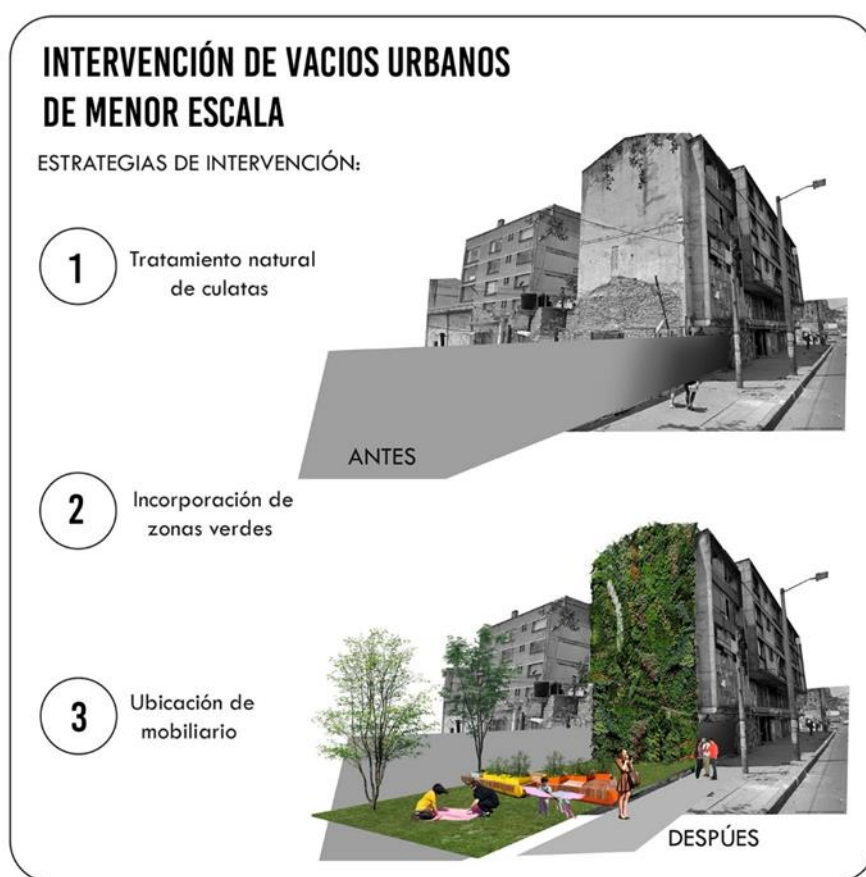 INTERVENCIÓN DE VACIOS URBANOS
DE MENOR ESCALA
ESTRATEGIAS DE INTERVENCIÓN:
1
Tratamiento natural
de culatas
ANTES
2
Incorporación de
zonas verdes
3
Ubicación de
mobiliario
DESPÚES